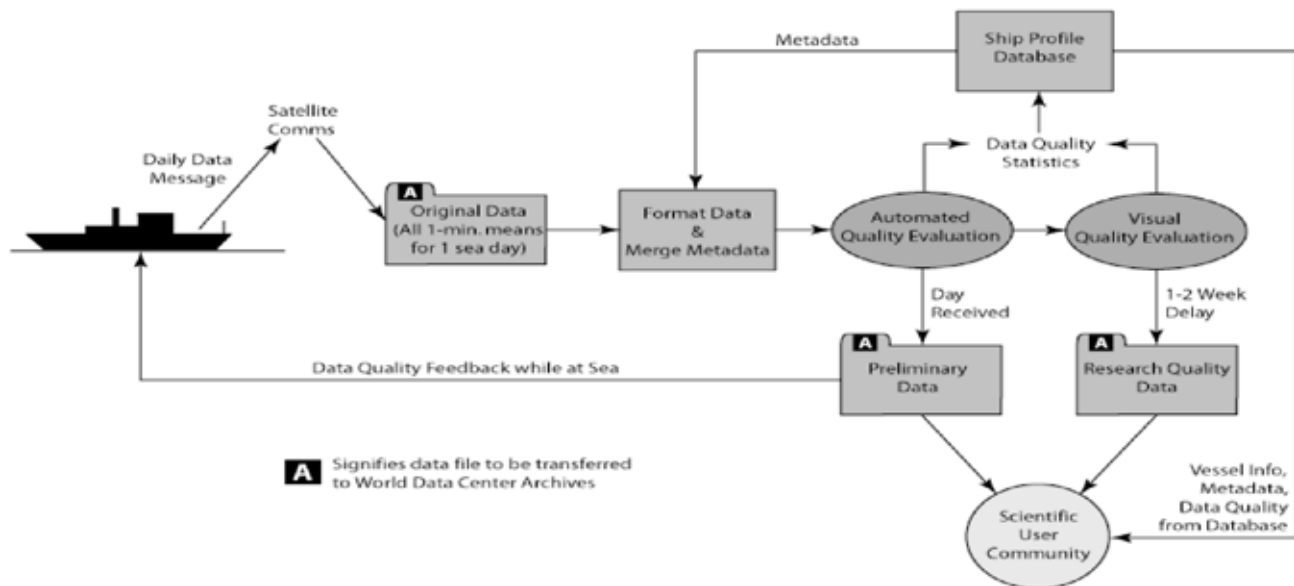 Metadata
Ship Profile
Database
Satellite
Comms
Daily Data
Message
Data Quality
Statistics
A
Original Data
(All 1-min. means
for 1 sea day)
Format Data
&
Merge Metadata
Automated
Quality Evaluation
Visual
Quality Evaluation
Day
Received
1-2 Week
Delay
Data Quality Feedback while at Sea
A
Preliminary
Data
A
Research Quality
Data
A Signifies data file to be transferred
to World Data Center Archives
Vessel Info,
Metadata,
Data Quality
from Database
Scientific
User
Community